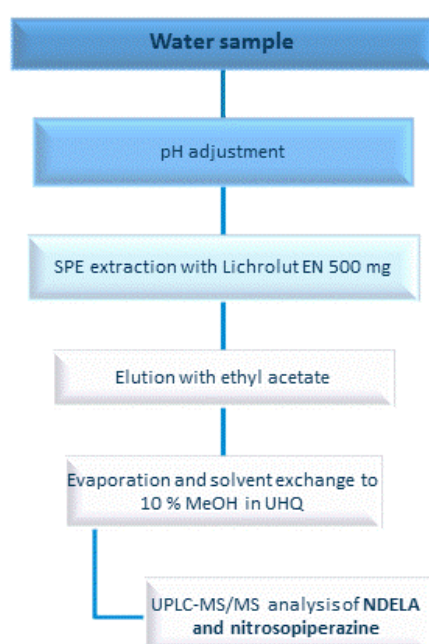 Water sample
pH adjustment
SPE extraction with Lichrolut EN 500 mg
Elution with ethyl acetate
Evaporation and solvent exchange to
10 % MeOH in UHQ
UPLC-MS/MS analysis of NDELA
and nitrosopiperazine